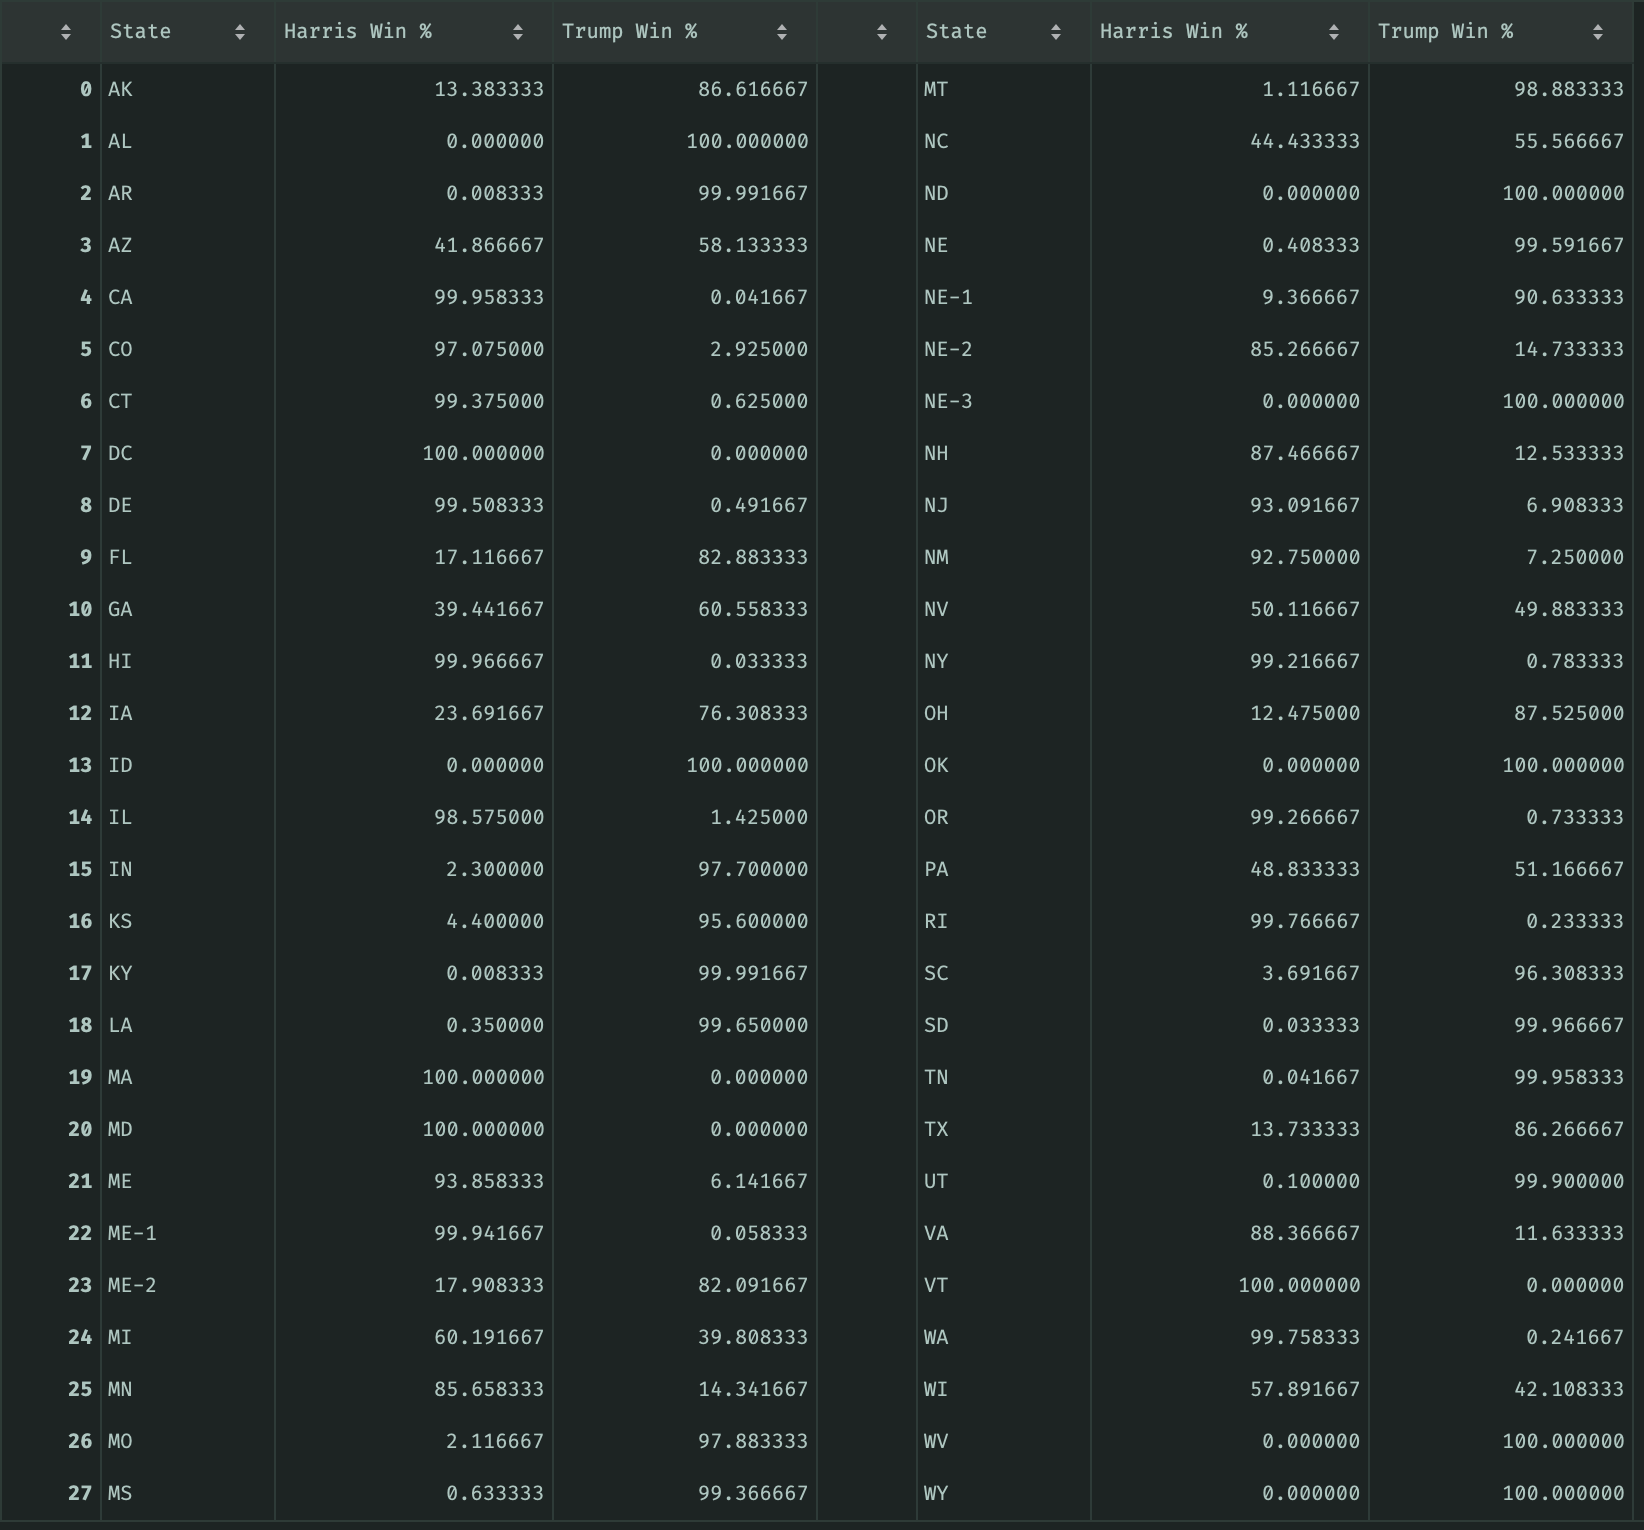 State Harris Win % Trump Win % State Harris Win % Trump Win %
0 AK 13.383333 86.616667 MT 1.116667 98.883333
1 AL 0.000000 100.000000 NC 44.433333 55.566667
2 AR 0.008333 99.991667 ND 0.000000 100.000000
3 AZ 41.866667 58.133333 NE 0.408333 99.591667
4 CA 99.958333 0.041667 NE-1 9.366667 90.633333
5 CO 97.075000 2.925000 NE-2 85.266667 14.733333
6 CT 99.375000 0.625000 NE-3 0.000000 100.000000
7 DC 100.000000 0.000000 NH 87.466667 12.533333
8 DE 99.508333 0.491667 NJ 93.091667 6.908333
9 FL 17.116667 82.883333 NM 92.750000 7.250000
10 GA 39.441667 60.558333 NV 50.116667 49.883333
11 HI 99.966667 0.033333 NY 99.216667 0.783333
12 IA 23.691667 76.308333 OH 12.475000 87.525000
13 ID 0.000000 100.000000 OK 0.000000 100.000000
14 IL 98.575000 1.425000 OR 99.266667 0.733333
15 IN 2.300000 97.700000 PA 48.833333 51.166667
16 KS 4.400000 95.600000 RI 99.766667 0.233333
17 KY 0.008333 99.991667 SC 3.691667 96.308333
18 LA 0.350000 99.650000 SD 0.033333 99.966667
19 MA 100.000000 0.000000 TN 0.041667 99.958333
20 MD 100.000000 0.000000 TX 13.733333 86.266667
21 ME 93.858333 6.141667 UT 0.100000 99.900000
22 ME-1 99.941667 0.058333 VA 88.366667 11.633333
23 ME-2 17.908333 82.091667 VT 100.000000 0.000000
24 MI 60.191667 39.808333 WA 99.758333 0.241667
25 MN 85.658333 14.341667 WI 57.891667 42.108333
26 MO 2.116667 97.883333 WV 0.000000 100.000000
27 MS 0.633333 99.366667 WY 0.000000 100.000000